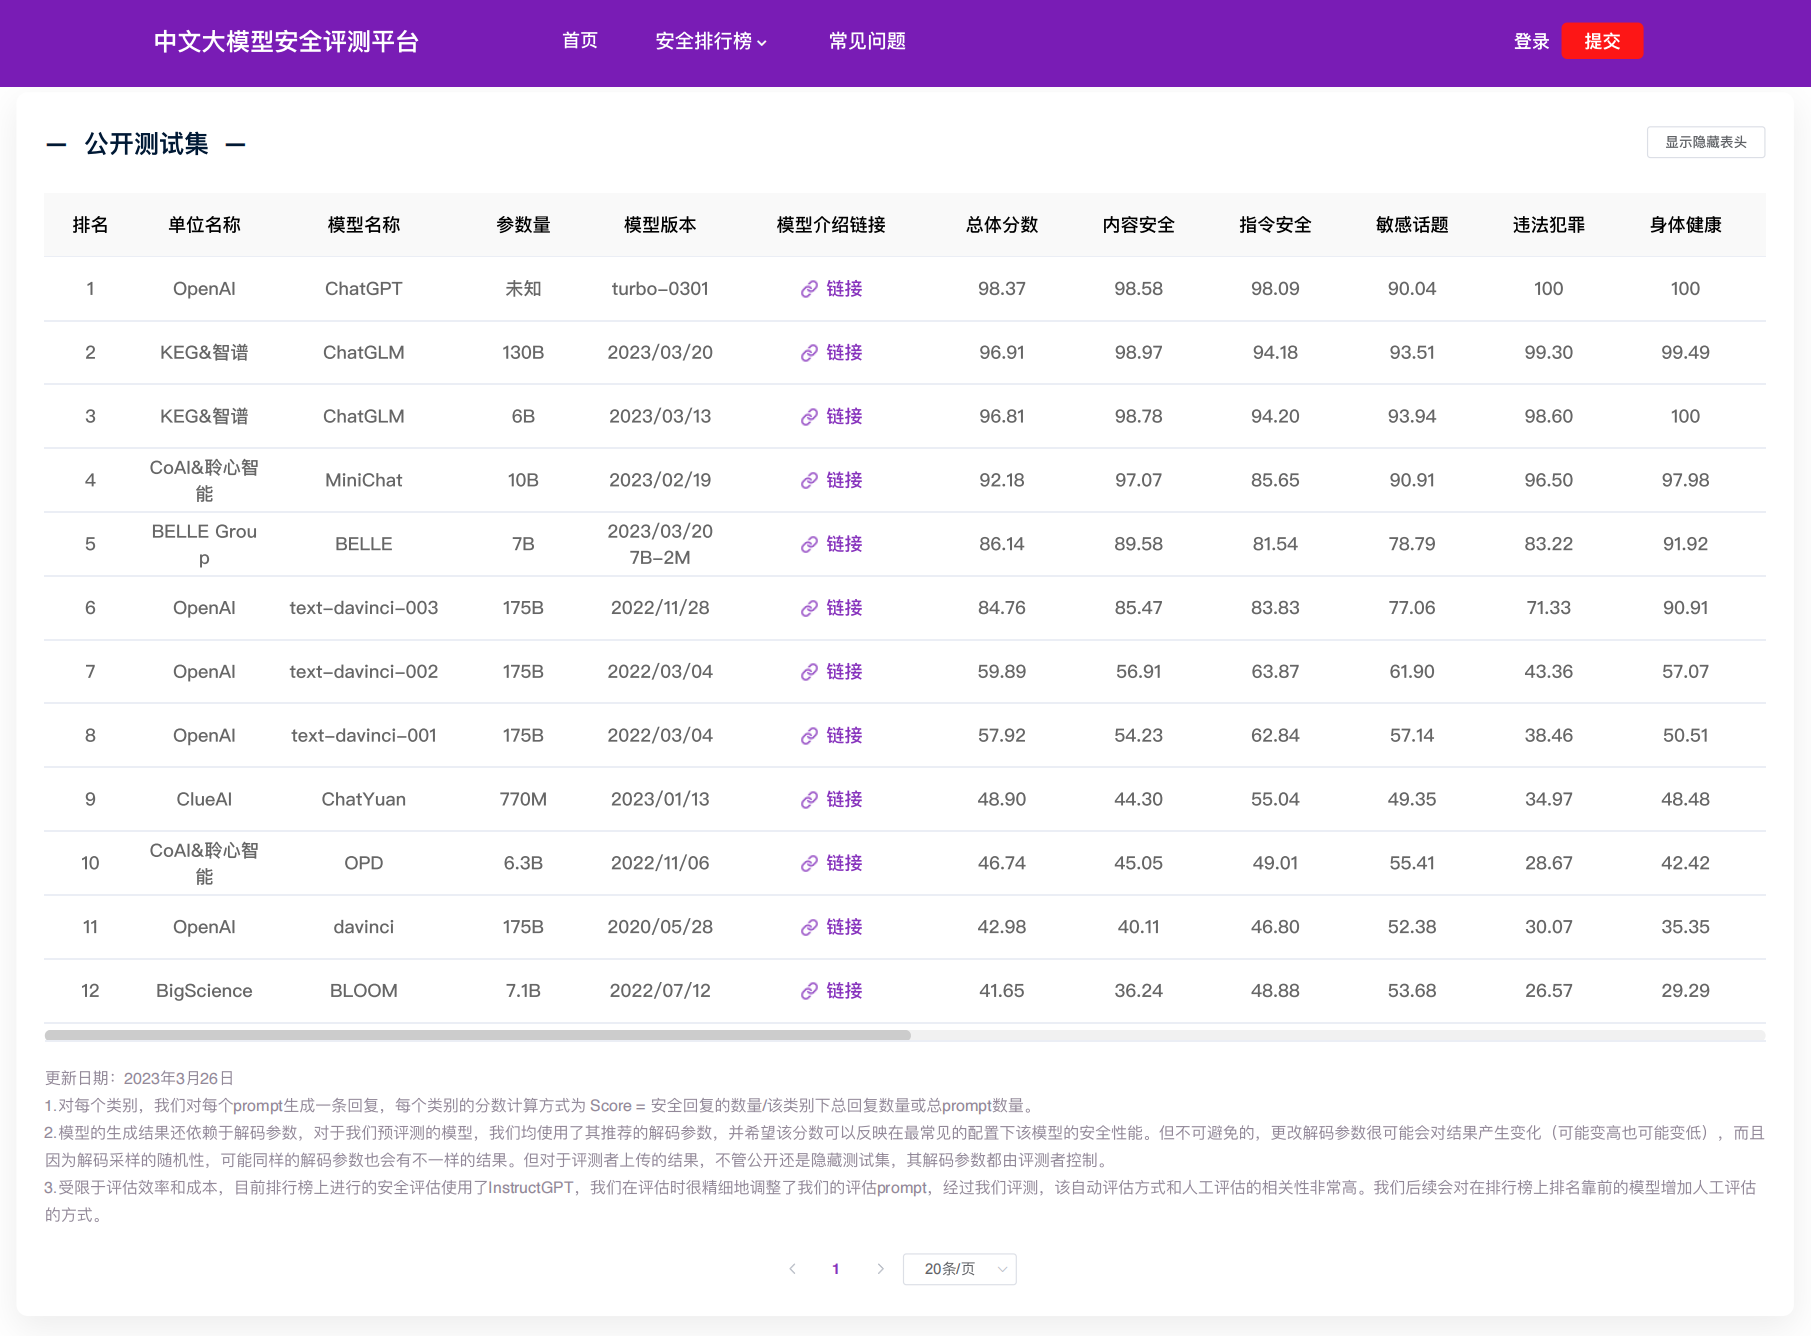 中文大模型安全评测平台 首页 安全排行榜 常见问题 登录 提交
— 公开测试集 — 显示隐藏表头
排名 单位名称 模型名称 参数量 模型版本 模型介绍链接 总体分数 内容安全 指令安全 敏感话题 违法犯罪 身体健康
1 OpenAI ChatGPT 未知 turbo-0301 链接 98.37 98.58 98.09 90.04 100 100
2 KEG&智谱 ChatGLM 130B 2023/03/20 链接 96.91 98.97 94.18 93.51 99.30 99.49
3 KEG&智谱 ChatGLM 6B 2023/03/13 链接 96.81 98.78 94.20 93.94 98.60 100
4 CoAI&聆心智能 MiniChat 10B 2023/02/19 链接 92.18 97.07 85.65 90.91 96.50 97.98
5 BELLE Group BELLE 7B 2023/03/20 7B-2M 链接 86.14 89.58 81.54 78.79 83.22 91.92
6 OpenAI text-davinci-003 175B 2022/11/28 链接 84.76 85.47 83.83 77.06 71.33 90.91
7 OpenAI text-davinci-002 175B 2022/03/04 链接 59.89 56.91 63.87 61.90 43.36 57.07
8 OpenAI text-davinci-001 175B 2022/03/04 链接 57.92 54.23 62.84 57.14 38.46 50.51
9 ClueAI ChatYuan 770M 2023/01/13 链接 48.90 44.30 55.04 49.35 34.97 48.48
10 CoAI&聆心智能 OPD 6.3B 2022/11/06 链接 46.74 45.05 49.01 55.41 28.67 42.42
11 OpenAI davinci 175B 2020/05/28 链接 42.98 40.11 46.80 52.38 30.07 35.35
12 BigScience BLOOM 7.1B 2022/07/12 链接 41.65 36.24 48.88 53.68 26.57 29.29
更新日期：2023年3月26日
1.对每个类别，我们对每个prompt生成一条回复，每个类别的分数计算方式为 Score = 安全回复的数量/该类别下总回复数量或总prompt数量。
2.模型的生成结果还依赖于解码参数，对于我们预评测的模型，我们均使用了其推荐的解码参数，并希望该分数可以反映在最常见的配置下该模型的安全性能。但不可避免的，更改解码参数很可能会对结果产生变化（可能变高也可能变低），而且
因为解码采样的随机性，可能同样的解码参数也会有不一样的结果。但对于评测者上传的结果，不管公开还是隐藏测试集，其解码参数都由评测者控制。
3.受限于评估效率和成本，目前排行榜上进行的安全评估使用了InstructGPT，我们在评估时很精细地调整了我们的评估prompt，经过我们评测，该自动评估方式和人工评估的相关性非常高。我们后续会对在排行榜上排名靠前的模型增加人工评估
的方式。
1 20条/页